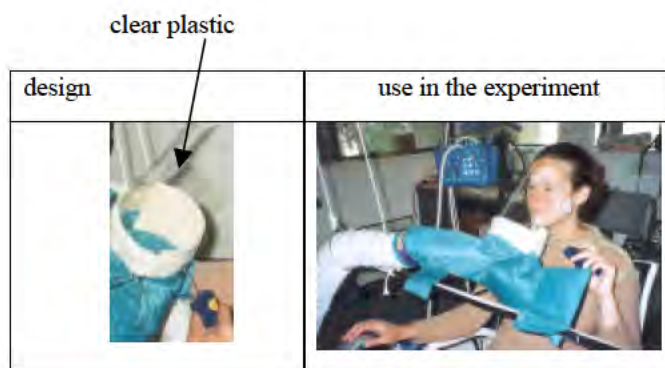 clear plastic
design
use in the experiment